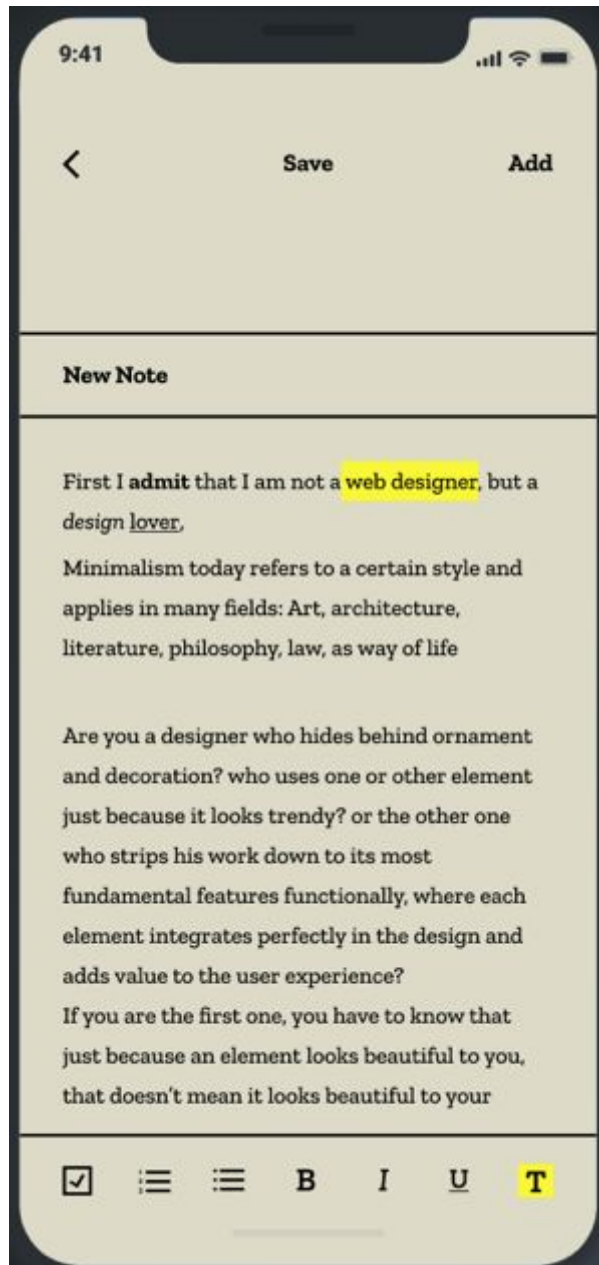 9:41
Save Add
New Note
First I admit that I am not a web designer, but a
design lover,
Minimalism today refers to a certain style and
applies in many fields: Art, architecture,
literature, philosophy, law, as way of life
Are you a designer who hides behind ornament
and decoration? who uses one or other element
just because it looks trendy? or the other one
who strips his work down to its most
fundamental features functionally, where each
element integrates perfectly in the design and
adds value to the user experience?
If you are the first one, you have to know that
just because an element looks beautiful to you,
that doesn't mean it looks beautiful to your
B I U T